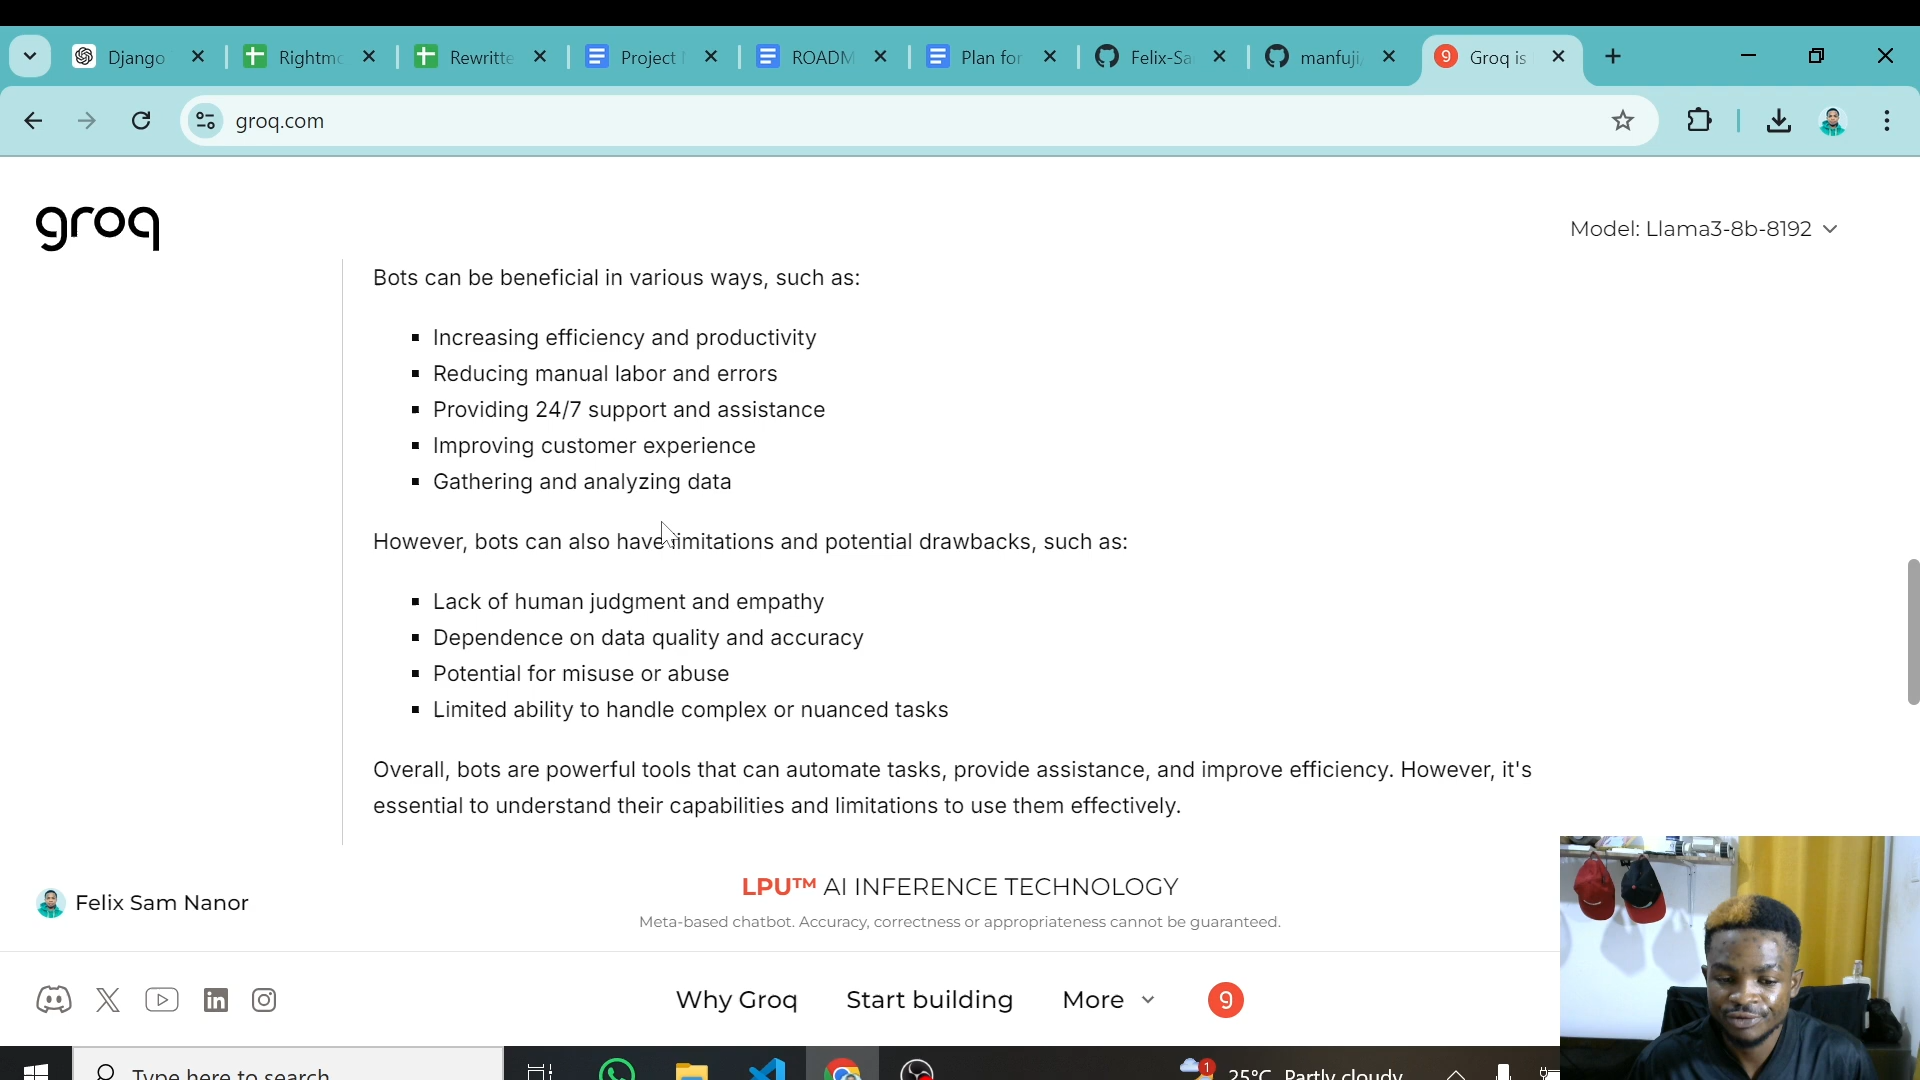 Django
Rightmo
Rewritte
Project
ROADM
Plan for
Felix-Sa
manfuji/
Groq is
groq.com
groq
Model: Llama3-8b-8192
Bots can be beneficial in various ways, such as:
Increasing efficiency and productivity
Reducing manual labor and errors
Providing 24/7 support and assistance
Improving customer experience
Gathering and analyzing data
However, bots can also have limitations and potential drawbacks, such as:
Lack of human judgment and empathy
Dependence on data quality and accuracy
Potential for misuse or abuse
Limited ability to handle complex or nuanced tasks
Overall, bots are powerful tools that can automate tasks, provide assistance, and improve efficiency. However, it's
essential to understand their capabilities and limitations to use them effectively.
Felix Sam Nanor
LPU™ AI INFERENCE TECHNOLOGY
Meta-based chatbot. Accuracy, correctness or appropriateness cannot be guaranteed.
Why Groq
Start building
More
Type here to search
1
25°C Partly cloudy